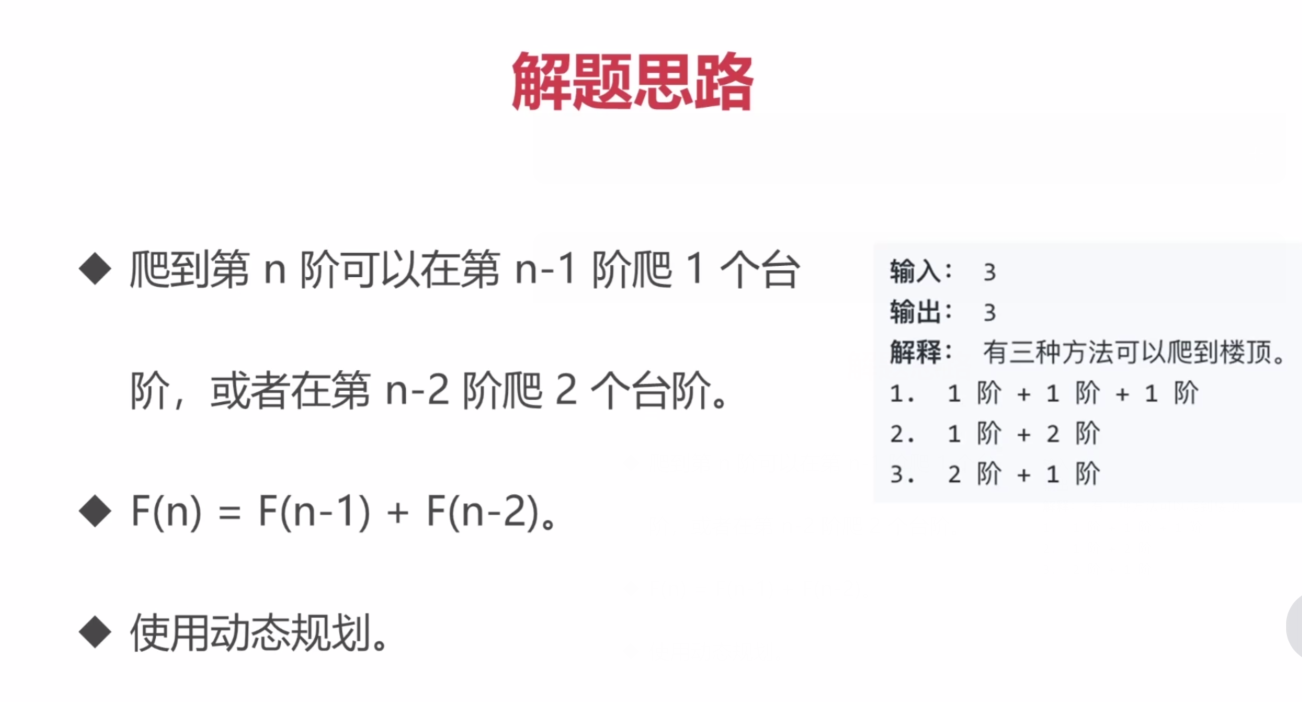 解题思路
◆ 爬到第 n 阶可以在第 n-1 阶爬 1 个台
阶，或者在第 n-2 阶爬 2 个台阶。
◆ F(n) = F(n-1) + F(n-2)。
◆ 使用动态规划。
输入： 3
输出： 3
解释： 有三种方法可以爬到楼顶。
1. 1 阶 + 1 阶 + 1 阶
2. 1 阶 + 2 阶
3. 2 阶 + 1 阶